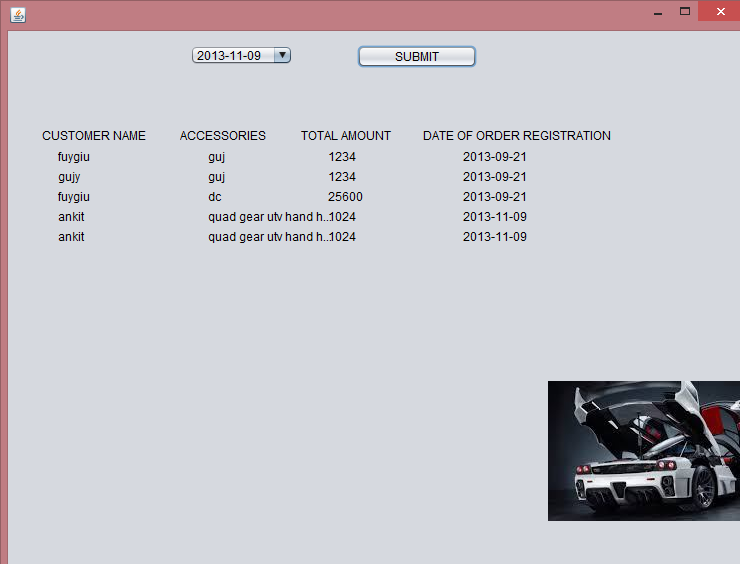 2013-11-09 SUBMIT
CUSTOMER NAME ACCESSORIES TOTAL AMOUNT DATE OF ORDER REGISTRATION
fuygiu guj 1234 2013-09-21
gujy guj 1234 2013-09-21
fuygiu dc 25600 2013-09-21
ankit quad gear utv hand h... 1024 2013-11-09
ankit quad gear utv hand h... 1024 2013-11-09